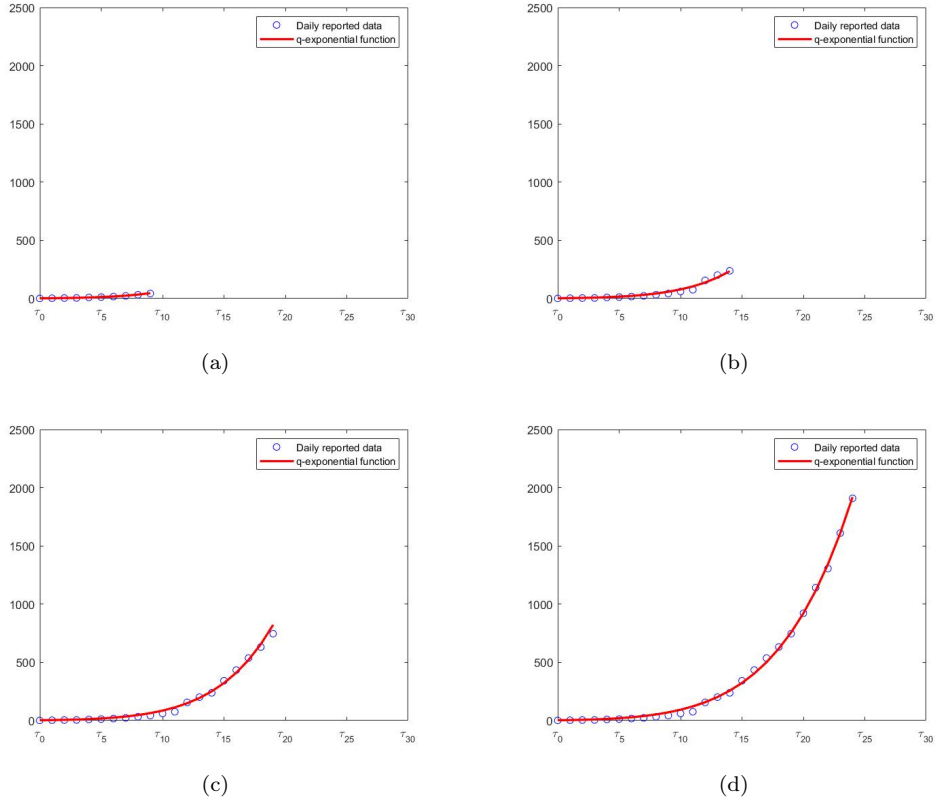 2500
2000
1500
1000
500
0
τ0 τ5 τ10 τ15 τ20 τ25 τ30
Daily reported data
q-exponential function
(a)
2500
2000
1500
1000
500
0
τ0 τ5 τ10 τ15 τ20 τ25 τ30
Daily reported data
q-exponential function
(b)
2500
2000
1500
1000
500
0
τ0 τ5 τ10 τ15 τ20 τ25 τ30
Daily reported data
q-exponential function
(c)
2500
2000
1500
1000
500
0
τ0 τ5 τ10 τ15 τ20 τ25 τ30
Daily reported data
q-exponential function
(d)